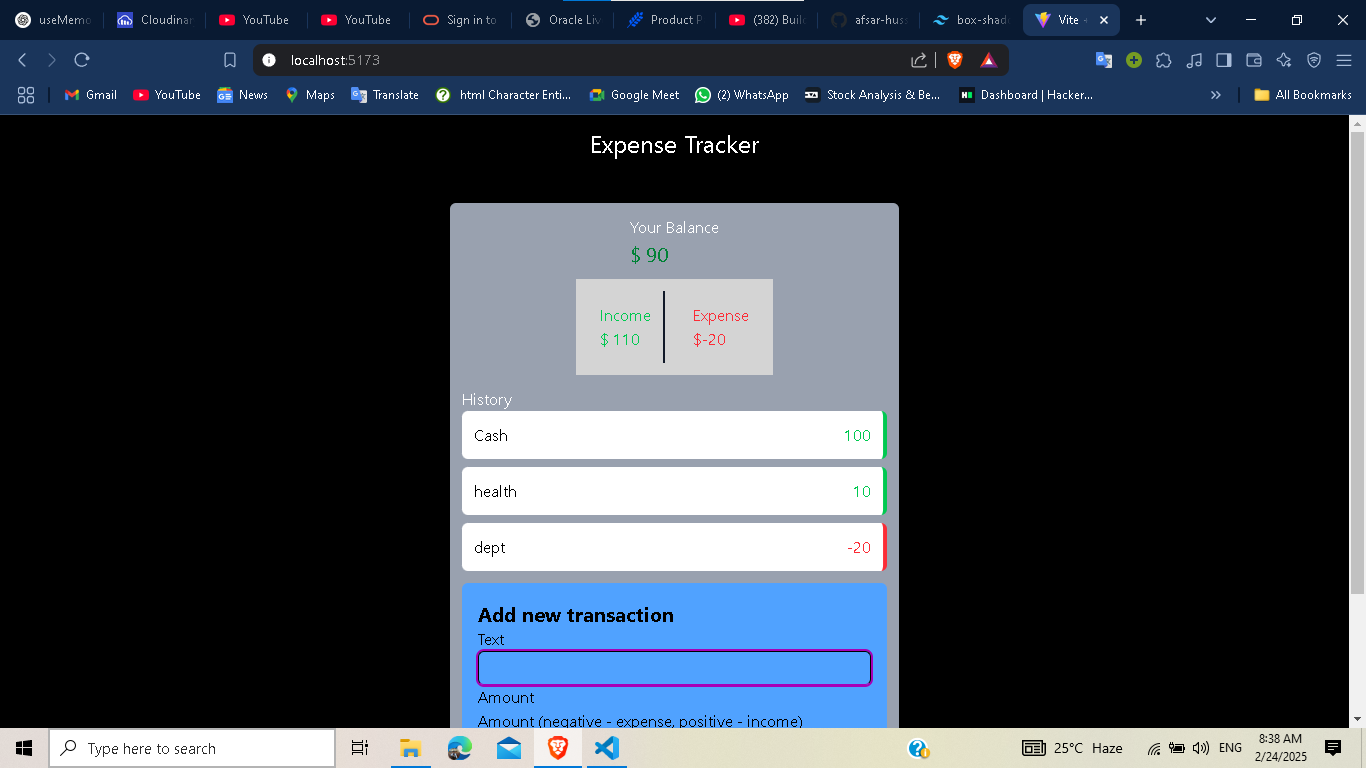 useMemo
Cloudinar
YouTube
YouTube
Sign in to
Oracle Liv
Product P
(382) Build
afsar-huss
box-shado
Vite +
localhost:5173
Gmail
YouTube
News
Maps
Translate
html Character Enti...
Google Meet
(2) WhatsApp
Stock Analysis & Be...
Dashboard | Hacker...
»
All Bookmarks
Expense Tracker
Your Balance
$ 90
Income
$ 110
Expense
$-20
History
Cash 100
health 10
dept -20
Add new transaction
Text
Amount
Amount (negative - expense, positive - income)
Type here to search
25°C Haze
ENG
8:38 AM
2/24/2025